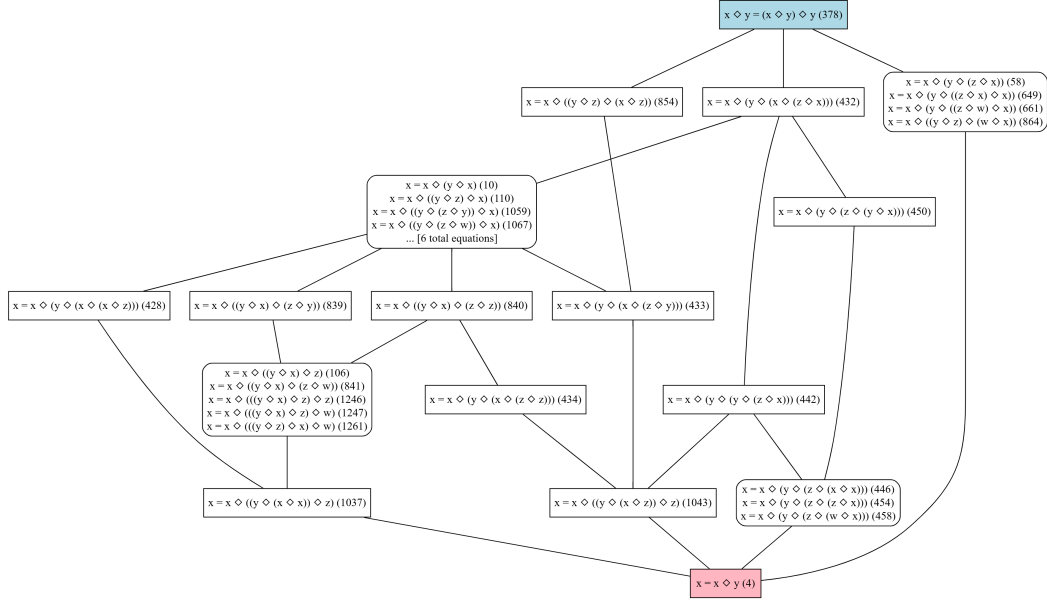 x ◇ y = (x ◇ y) ◇ y (378)
x = x ◇ (y ◇ (z ◇ x)) (58)
x = x ◇ (y ◇ ((z ◇ x) ◇ x)) (649)
x = x ◇ (y ◇ ((z ◇ w) ◇ x)) (661)
x = x ◇ ((y ◇ z) ◇ (w ◇ x)) (864)
x = x ◇ ((y ◇ z) ◇ (x ◇ z)) (854)
x = x ◇ (y ◇ (x ◇ (z ◇ x))) (432)
x = x ◇ (y ◇ x) (10)
x = x ◇ ((y ◇ z) ◇ x) (110)
x = x ◇ ((y ◇ (z ◇ y)) ◇ x) (1059)
x = x ◇ ((y ◇ (z ◇ w)) ◇ x) (1067)
... [6 total equations]
x = x ◇ (y ◇ (z ◇ (y ◇ x))) (450)
x = x ◇ (y ◇ (x ◇ (x ◇ z))) (428)
x = x ◇ ((y ◇ x) ◇ (z ◇ y)) (839)
x = x ◇ ((y ◇ x) ◇ (z ◇ z)) (840)
x = x ◇ (y ◇ (x ◇ (z ◇ y))) (433)
x = x ◇ ((y ◇ x) ◇ z) (106)
x = x ◇ ((y ◇ x) ◇ (z ◇ w)) (841)
x = x ◇ (((y ◇ x) ◇ z) ◇ z) (1246)
x = x ◇ (((y ◇ x) ◇ z) ◇ w) (1247)
x = x ◇ (((y ◇ z) ◇ x) ◇ w) (1261)
x = x ◇ (y ◇ (x ◇ (z ◇ z))) (434)
x = x ◇ (y ◇ (y ◇ (z ◇ x))) (442)
x = x ◇ ((y ◇ (x ◇ x)) ◇ z) (1037)
x = x ◇ ((y ◇ (x ◇ z)) ◇ z) (1043)
x = x ◇ (y ◇ (z ◇ (x ◇ x))) (446)
x = x ◇ (y ◇ (z ◇ (z ◇ x))) (454)
x = x ◇ (y ◇ (z ◇ (w ◇ x))) (458)
x = x ◇ y (4)